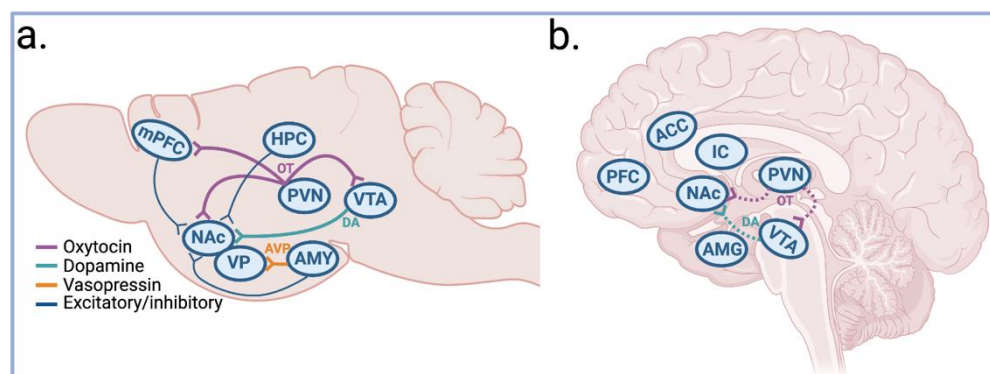 a.
mPFC
HPC
OT
PVN
VTA
DA
NAc
VP
AVP
AMY
Oxytocin
Dopamine
Vasopressin
Excitatory/inhibitory
b.
ACC
IC
PFC
NAc
PVN
OT
DA
VTA
AMG